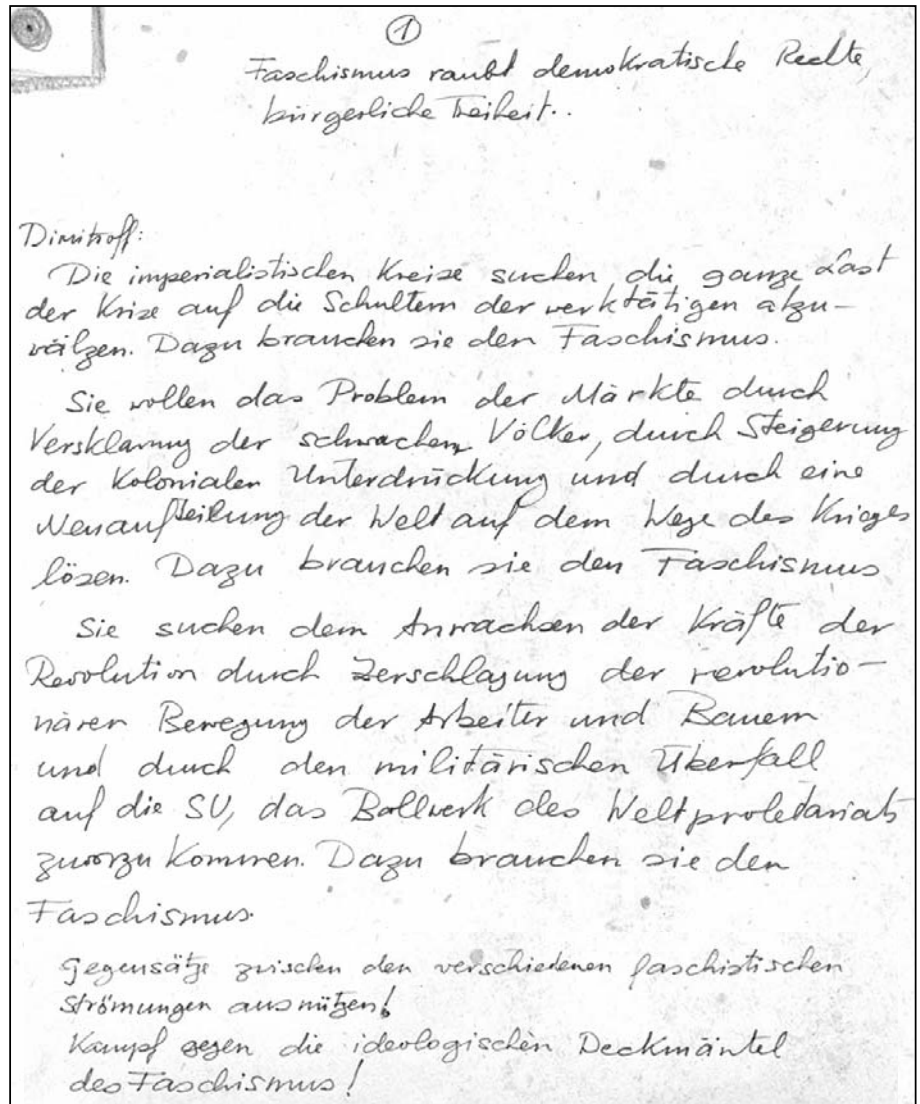 ①
Faschismus raubt demokratische Rechte,
bürgerliche Freiheit..
Dimitroff:
Die imperialistischen Kreise suchen die ganze Last
der Krise auf die Schultern der werktätigen abzu-
wälzen. Dazu brauchen sie den Faschismus.
Sie wollen das Problem der Märkte durch
Versklavung der schwachen Völker, durch Steigerung
der Kolonialen Unterdrückung und durch eine
Neuaufteilung der Welt auf dem Wege des Krieges
lösen. Dazu brauchen sie den Faschismus
Sie suchen dem Anwachsen der Kräfte der
Revolution durch Zerschlagung der revolutio-
nären Bewegung der Arbeiter und Bauern
und durch den militärischen Überfall
auf die SU, das Bollwerk des Weltproletariats
zuvorzukommen. Dazu brauchen sie den
Faschismus.
Gegensätze zwischen den verschiedenen faschistischen
Strömungen ausnützen!
Kampf gegen die ideologischen Deckmäntel
des Faschismus!